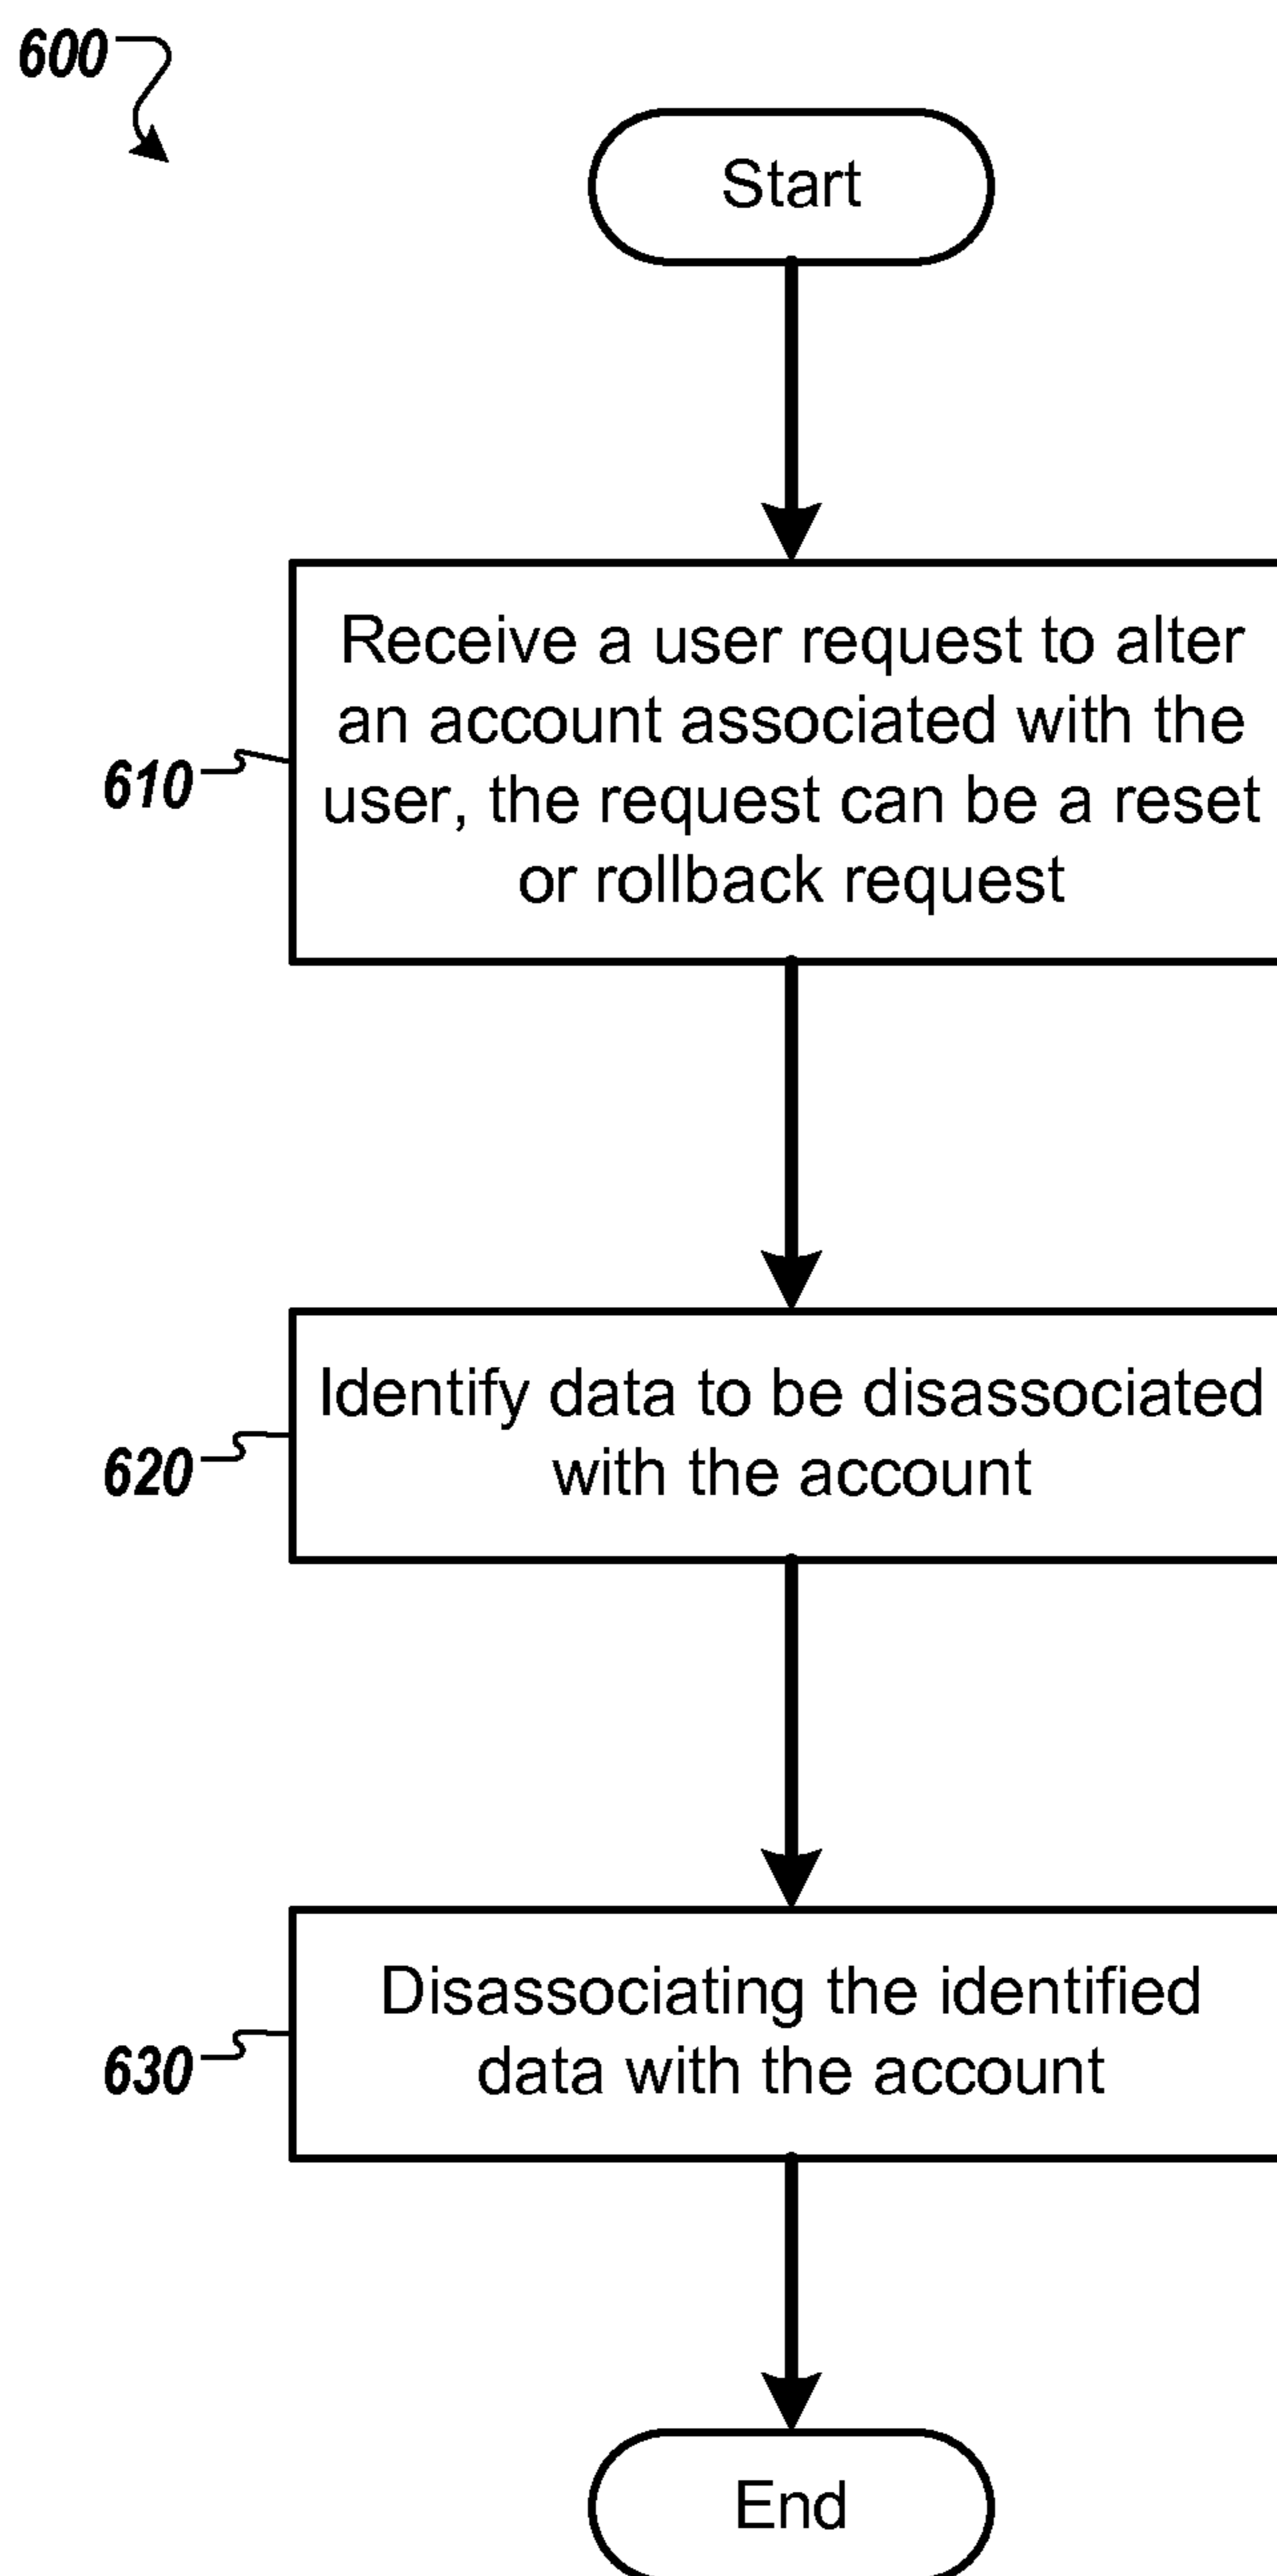 600
Start
610
Receive a user request to alter
an account associated with the
user, the request can be a reset
or rollback request
620
Identify data to be disassociated
with the account
630
Disassociating the identified
data with the account
End